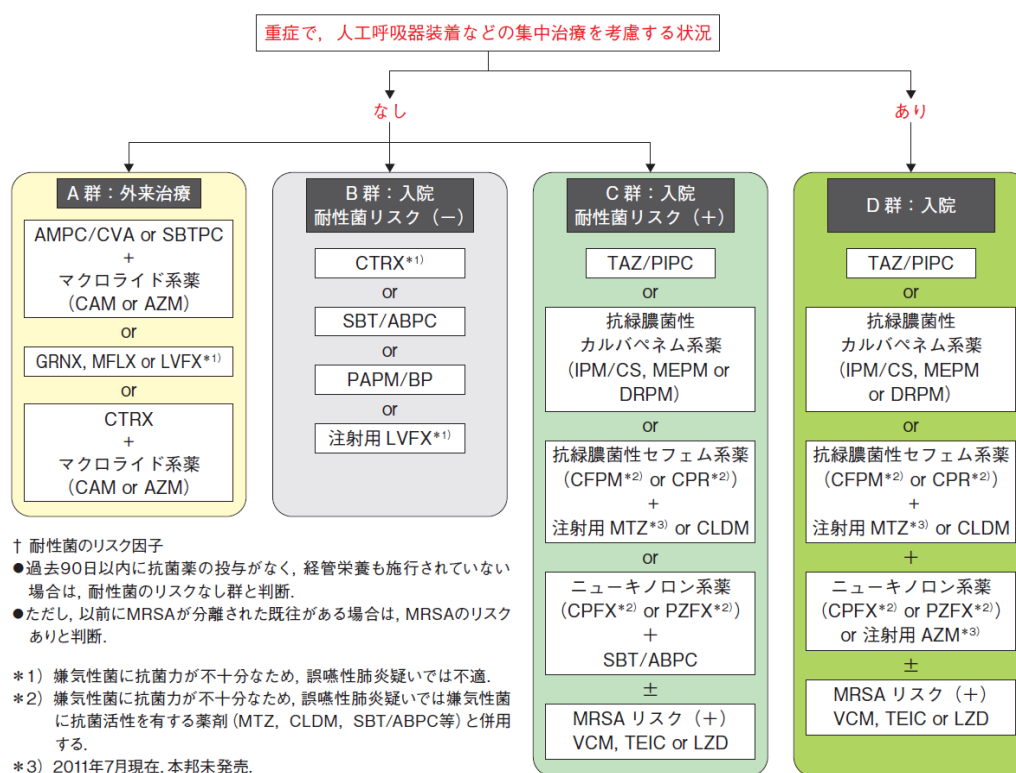 重症で，人工呼吸器装着などの集中治療を考慮する状況
なし
あり
A 群：外来治療
AMPC/CVA or SBTPC
+
マクロライド系薬
(CAM or AZM)
or
GRNX, MFLX or LVFX*1)
or
CTRX
+
マクロライド系薬
(CAM or AZM)
B 群：入院
耐性菌リスク（－）
CTRX*1)
or
SBT/ABPC
or
PAPM/BP
or
注射用 LVFX*1)
C 群：入院
耐性菌リスク（＋）
TAZ/PIPC
or
抗緑膿菌性
カルバペネム系薬
(IPM/CS, MEPM or
DRPM)
or
抗緑膿菌性セフェム系薬
(CFPM*2) or CPR*2))
+
注射用 MTZ*3) or CLDM
or
ニューキノロン系薬
(CPFX*2) or PZFX*2))
+
SBT/ABPC
±
MRSA リスク（＋）
VCM, TEIC or LZD
D 群：入院
TAZ/PIPC
or
抗緑膿菌性
カルバペネム系薬
(IPM/CS, MEPM
or DRPM)
or
抗緑膿菌性セフェム系薬
(CFPM*2) or CPR*2))
+
注射用 MTZ*3) or CLDM
+
ニューキノロン系薬
(CPFX*2) or PZFX*2))
or 注射用 AZM*3)
±
MRSA リスク（＋）
VCM, TEIC or LZD
† 耐性菌のリスク因子
●過去90日以内に抗菌薬の投与がなく，経管栄養も施行されていない
場合は，耐性菌のリスクなし群と判断．
●ただし，以前にMRSAが分離された既往がある場合は，MRSAのリスク
ありと判断．
*1) 嫌気性菌に抗菌力が不十分なため，誤嚥性肺炎疑いでは不適．
*2) 嫌気性菌に抗菌力が不十分なため，誤嚥性肺炎疑いでは嫌気性菌
に抗菌活性を有する薬剤（MTZ，CLDM，SBT/ABPC等）と併用
する．
*3) 2011年7月現在，本邦未発売．